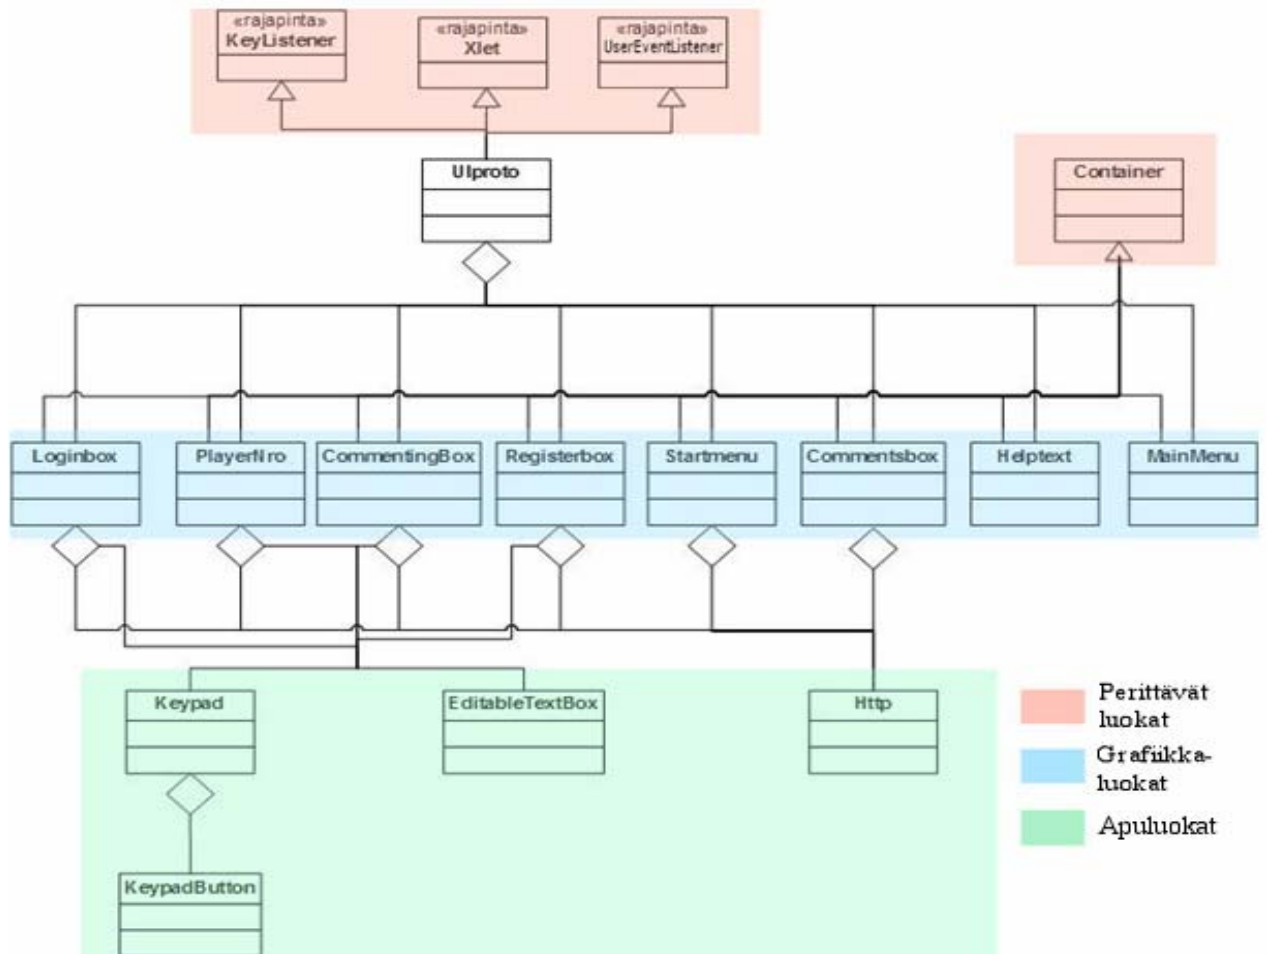 «rajapinta»
KeyListener
«rajapinta»
Xlet
«rajapinta»
UserEventListener
UIproto
Container
Loginbox
PlayerNro
CommentingBox
Registerbox
Startmenu
Commentsbox
Helptext
MainMenu
Keypad
EditableTextBox
Http
KeypadButton
Perittävät
luokat
Grafiikka-
luokat
Apuluokat